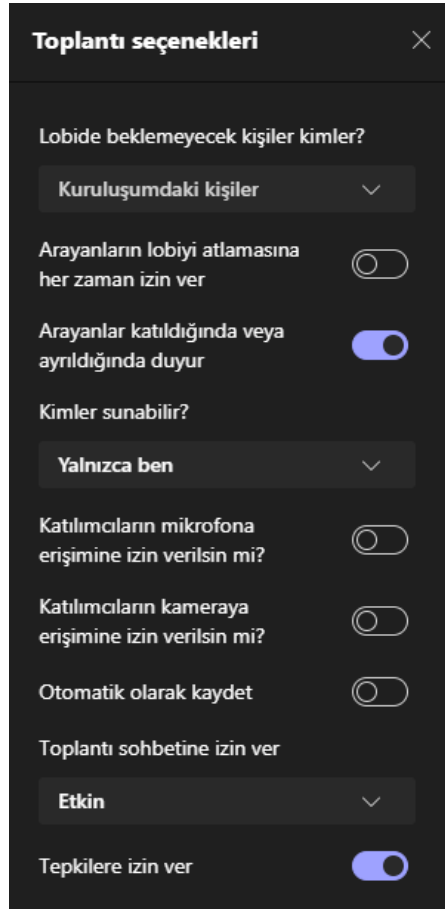 Toplantı seçenekleri
Lobide beklemeyecek kişiler kimler?
Kuruluşumdaki kişiler
Arayanların lobiyi atlamasına
her zaman izin ver
Arayanlar katıldığında veya
ayrıldığında duyur
Kimler sunabilir?
Yalnızca ben
Katılımcıların mikrofona
erişimine izin verilsin mi?
Katılımcıların kameraya
erişimine izin verilsin mi?
Otomatik olarak kaydet
Toplantı sohbetine izin ver
Etkin
Tepkilere izin ver